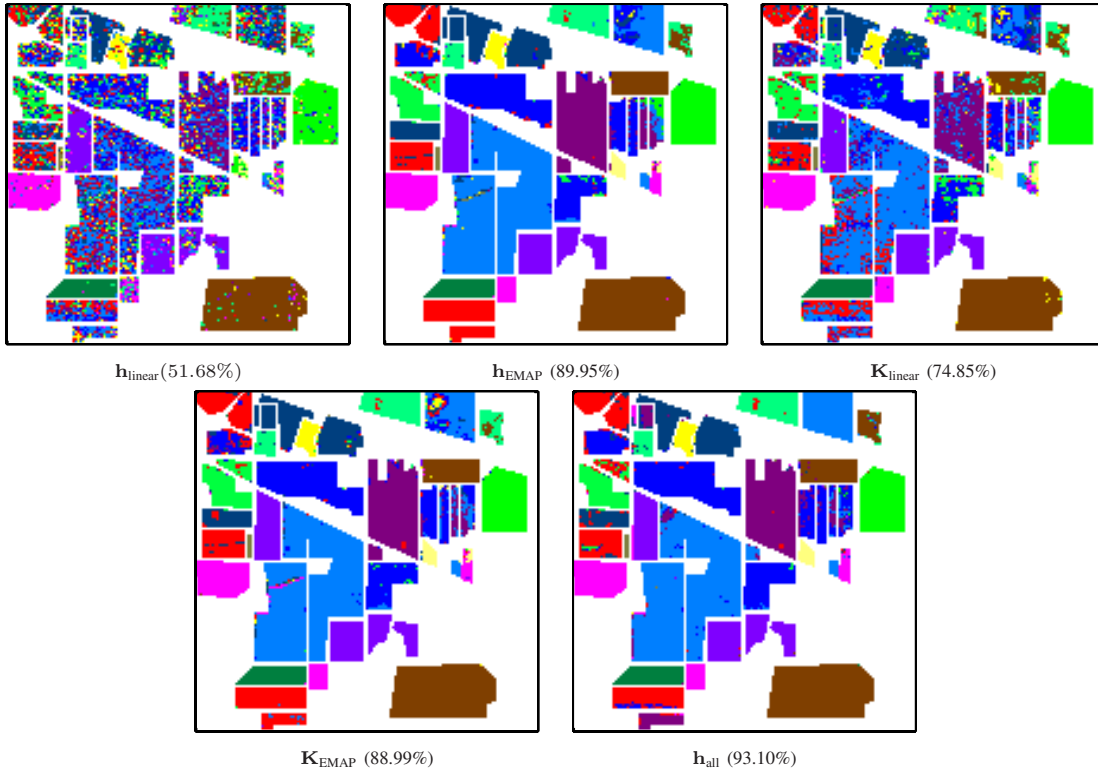 h_linear(51.68%)
h_EMAP (89.95%)
K_linear (74.85%)
K_EMAP (88.99%)
h_all (93.10%)